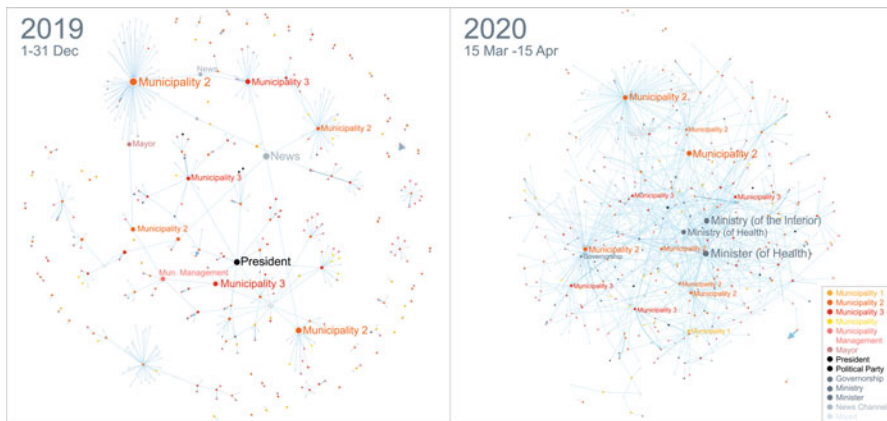 2019
1-31 Dec
News
Municipality 2
Municipality 3
Municipality 2
Mayor
News
Municipality 3
Municipality 2
President
Mun. Management
Municipality 3
Municipality 2
2020
15 Mar -15 Apr
Municipality 2
Municipality 2
Municipality 2
Municipality 3
Municipality 3
Ministry (of the Interior)
Ministry (of Health)
Municipality 2
Municipality
Minister (of Health)
Governorship
Municipality 3
Municipality 2
Municipality 2
Municipality 3
Municipality 1
Municipality 1
Municipality 2
Municipality 3
Municipality
Municipality
Management
Mayor
President
Political Party
Governorship
Ministry
Minister
News Channel
Mixed